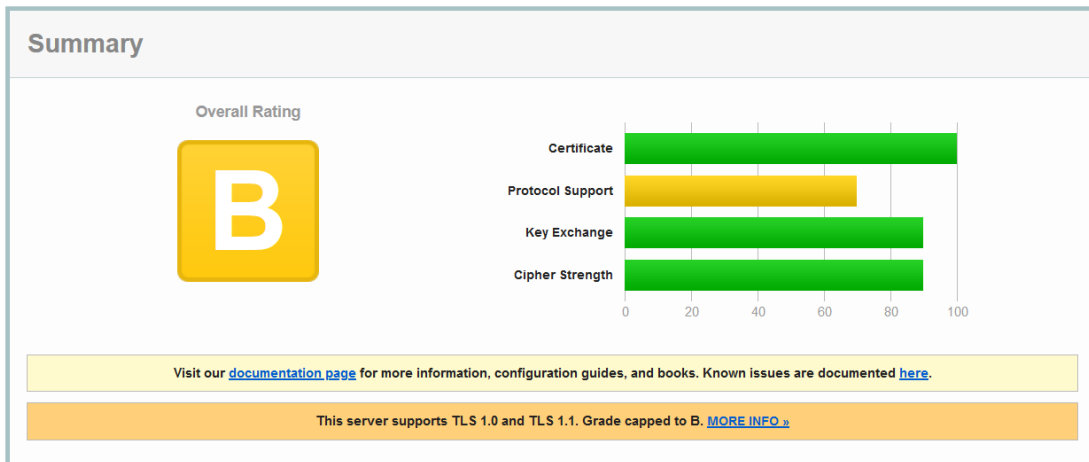 Summary
Overall Rating
B
Certificate
Protocol Support
Key Exchange
Cipher Strength
0 20 40 60 80 100
Visit our documentation page for more information, configuration guides, and books. Known issues are documented here.
This server supports TLS 1.0 and TLS 1.1. Grade capped to B. MORE INFO »